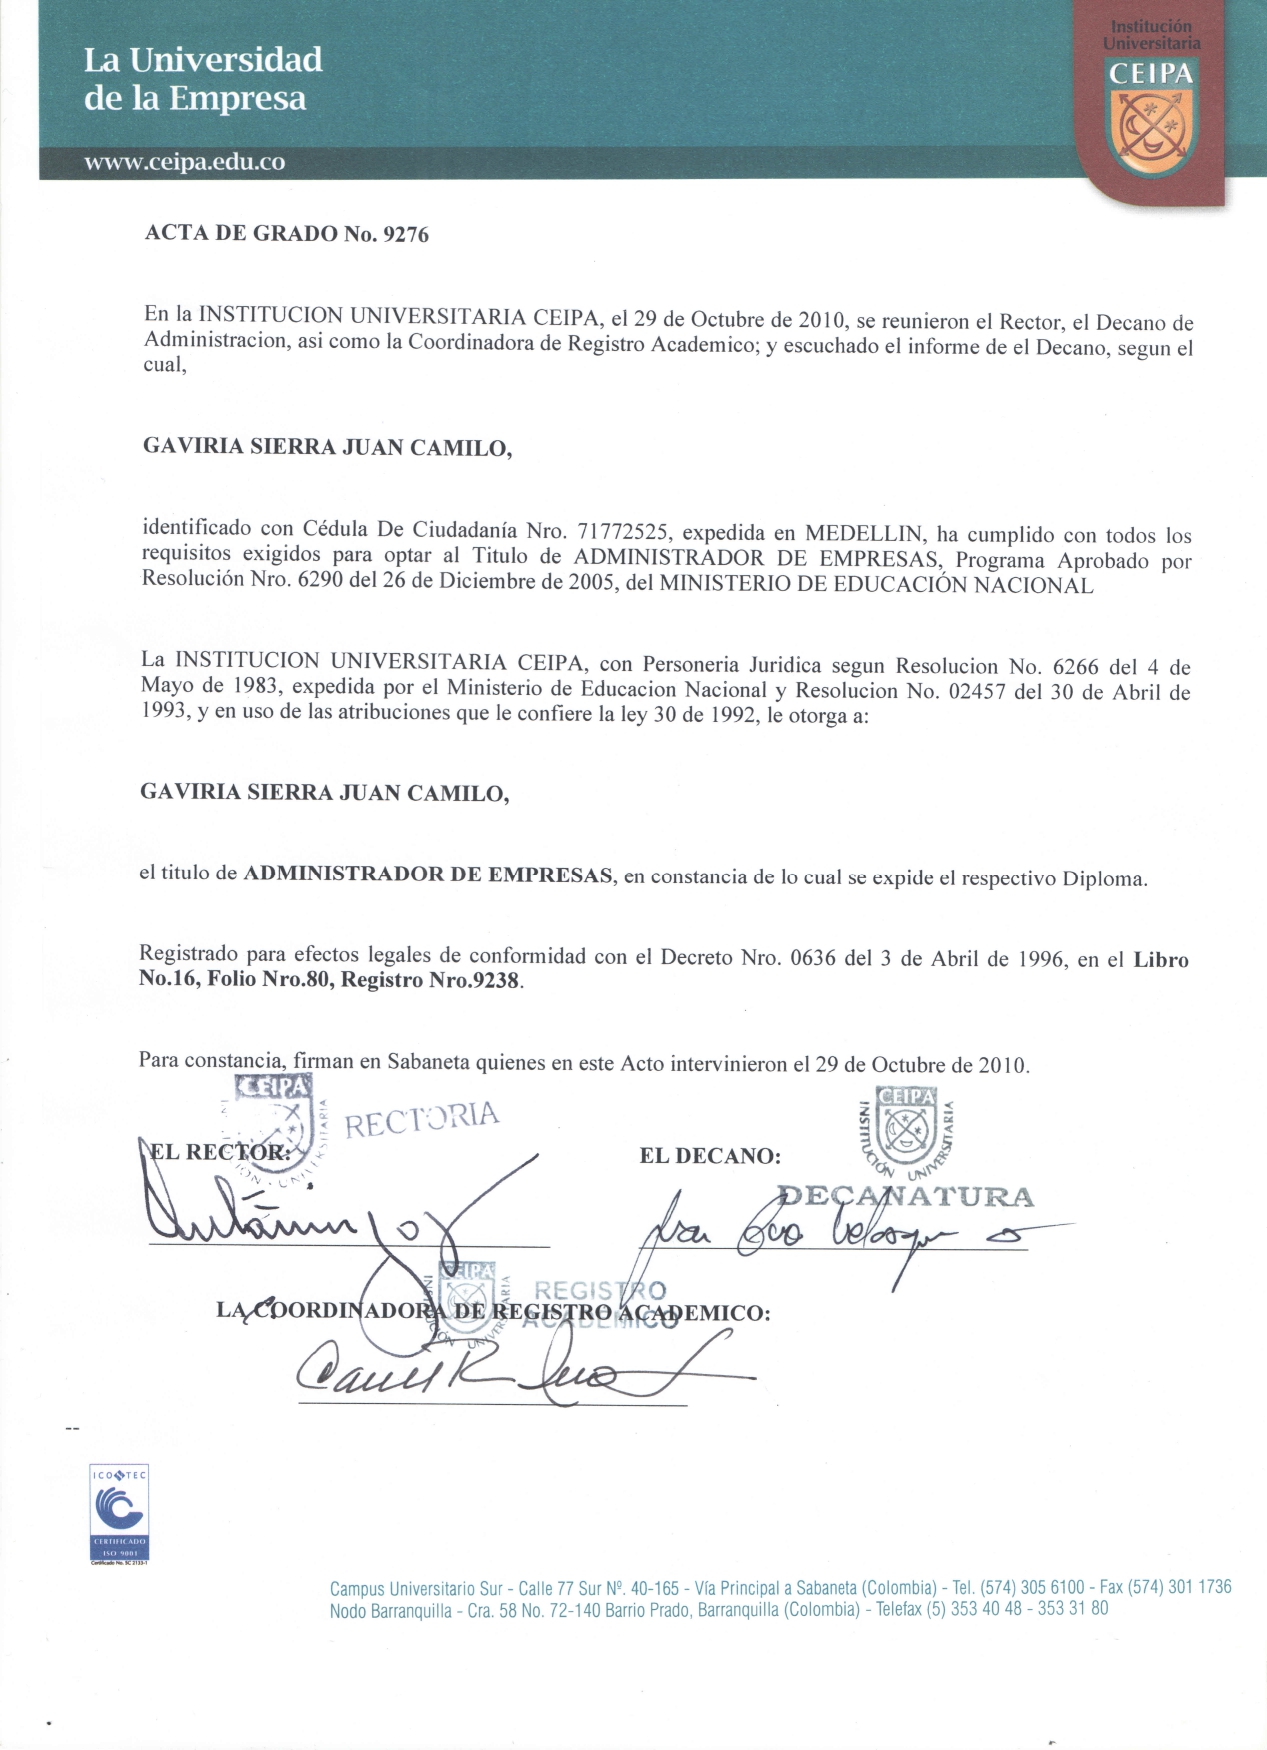 La Universidad
de la Empresa
www.ceipa.edu.co
Institución
Universitaria
CEIPA
ACTA DE GRADO No. 9276
En la INSTITUCION UNIVERSITARIA CEIPA, el 29 de Octubre de 2010, se reunieron el Rector, el Decano de
Administracion, asi como la Coordinadora de Registro Academico; y escuchado el informe de el Decano, segun el
cual,
GAVIRIA SIERRA JUAN CAMILO,
identificado con Cédula De Ciudadanía Nro. 71772525, expedida en MEDELLIN, ha cumplido con todos los
requisitos exigidos para optar al Titulo de ADMINISTRADOR DE EMPRESAS, Programa Aprobado por
Resolución Nro. 6290 del 26 de Diciembre de 2005, del MINISTERIO DE EDUCACIÓN NACIONAL
La INSTITUCION UNIVERSITARIA CEIPA, con Personeria Juridica segun Resolucion No. 6266 del 4 de
Mayo de 1983, expedida por el Ministerio de Educacion Nacional y Resolucion No. 02457 del 30 de Abril de
1993, y en uso de las atribuciones que le confiere la ley 30 de 1992, le otorga a:
GAVIRIA SIERRA JUAN CAMILO,
el titulo de ADMINISTRADOR DE EMPRESAS, en constancia de lo cual se expide el respectivo Diploma.
Registrado para efectos legales de conformidad con el Decreto Nro. 0636 del 3 de Abril de 1996, en el Libro
No.16, Folio Nro.80, Registro Nro.9238.
Para constancia, firman en Sabaneta quienes en este Acto intervinieron el 29 de Octubre de 2010.
CEIPA
RECTORIA
CEIPA
INSTITUCIÓN UNIVERSITARIA
EL RECTOR:
EL DECANO:
DECANATURA
CEIPA
INSTITUCIÓN UNIVERSITARIA
REGISTRO
ACADEMICO
LA COORDINADORA DE REGISTRO ACADEMICO:
--
ICONTEC
CERTIFICADO
ISO 9001
Certificado No. SC 2133-1
Campus Universitario Sur - Calle 77 Sur Nº. 40-165 - Vía Principal a Sabaneta (Colombia) - Tel. (574) 305 6100 - Fax (574) 301 1736
Nodo Barranquilla - Cra. 58 No. 72-140 Barrio Prado, Barranquilla (Colombia) - Telefax (5) 353 40 48 - 353 31 80